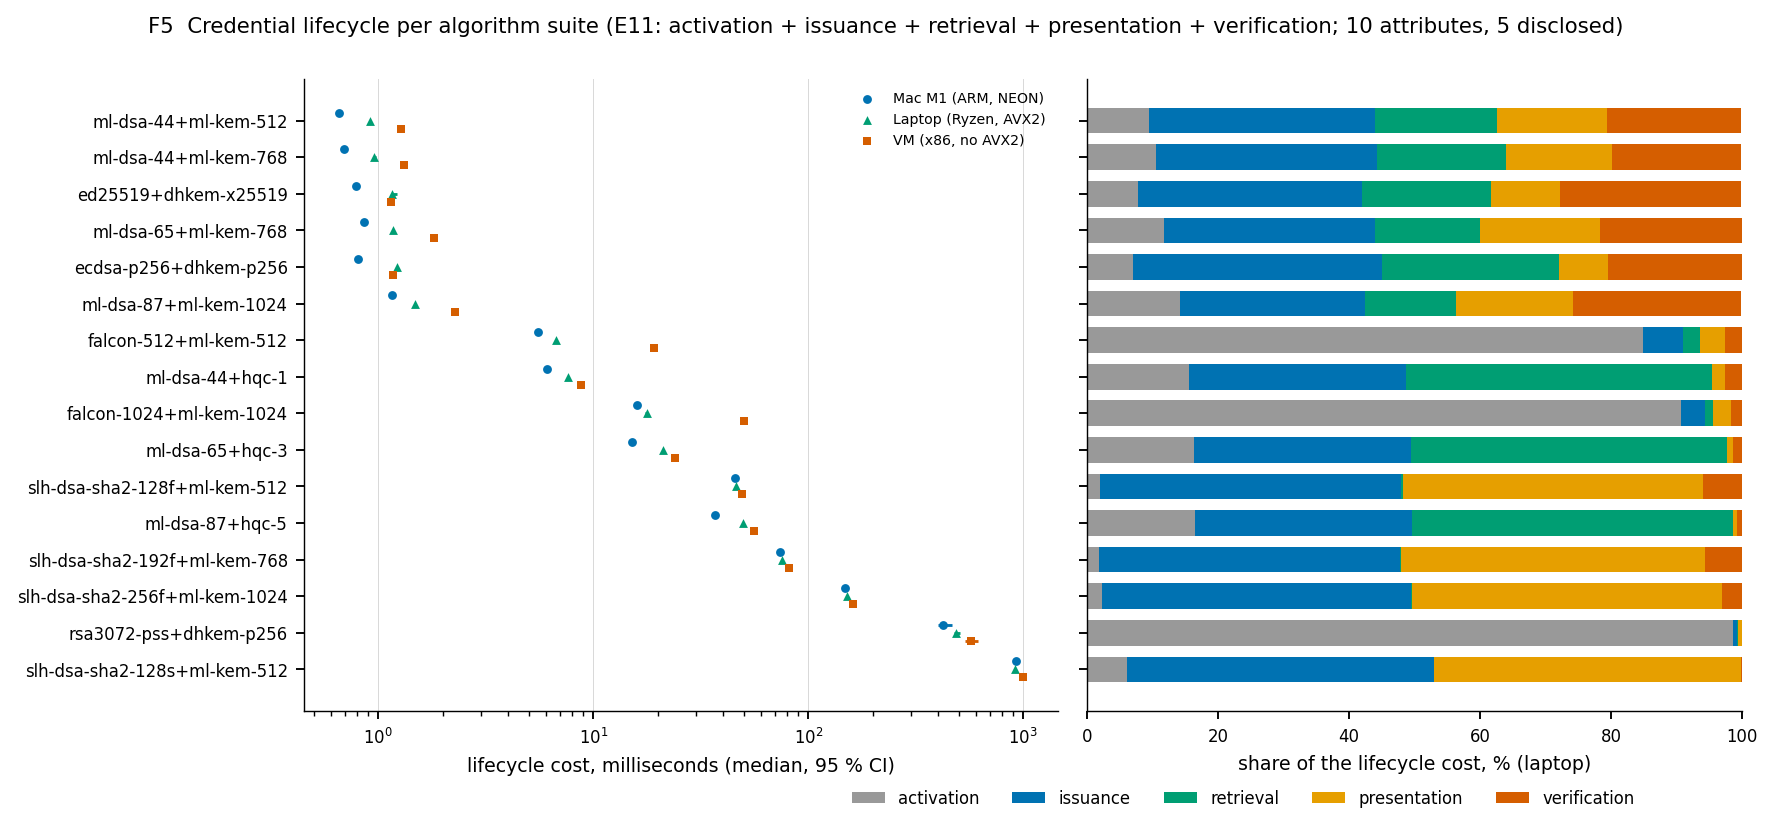 F5  Credential lifecycle per algorithm suite (E11: activation + issuance + retrieval + presentation + verification; 10 attributes, 5 disclosed)
Mac M1 (ARM, NEON)
Laptop (Ryzen, AVX2)
VM (x86, no AVX2)
ml-dsa-44+ml-kem-512
ml-dsa-44+ml-kem-768
ed25519+dhkem-x25519
ml-dsa-65+ml-kem-768
ecdsa-p256+dhkem-p256
ml-dsa-87+ml-kem-1024
falcon-512+ml-kem-512
ml-dsa-44+hqc-1
falcon-1024+ml-kem-1024
ml-dsa-65+hqc-3
slh-dsa-sha2-128f+ml-kem-512
ml-dsa-87+hqc-5
slh-dsa-sha2-192f+ml-kem-768
slh-dsa-sha2-256f+ml-kem-1024
rsa3072-pss+dhkem-p256
slh-dsa-sha2-128s+ml-kem-512
10⁰ 10¹ 10² 10³
lifecycle cost, milliseconds (median, 95 % CI)
0 20 40 60 80 100
share of the lifecycle cost, % (laptop)
activation issuance retrieval presentation verification